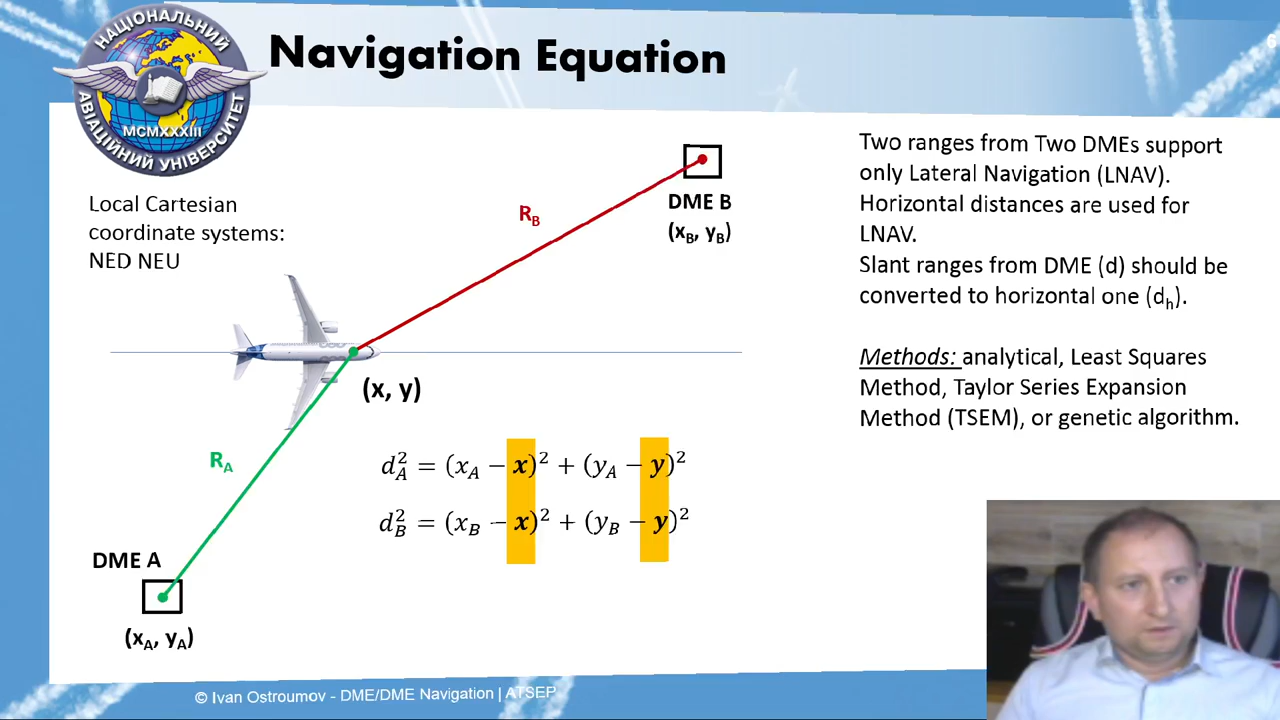 НАЦІОНАЛЬНИЙ
MCMXXXIII
АВІАЦІЙНИЙ УНІВЕРСИТЕТ
Navigation Equation
6
Local Cartesian
coordinate systems:
NED NEU
R_B
DME B
(x_B, y_B)
(x, y)
R_A
d_A^2 = (x_A − x)^2 + (y_A − y)^2
d_B^2 = (x_B − x)^2 + (y_B − y)^2
DME A
(x_A, y_A)
Two ranges from Two DMEs support
only Lateral Navigation (LNAV).
Horizontal distances are used for
LNAV.
Slant ranges from DME (d) should be
converted to horizontal one (d_h).
Methods: analytical, Least Squares
Method, Taylor Series Expansion
Method (TSEM), or genetic algorithm.
© Ivan Ostroumov - DME/DME Navigation | ATSEP